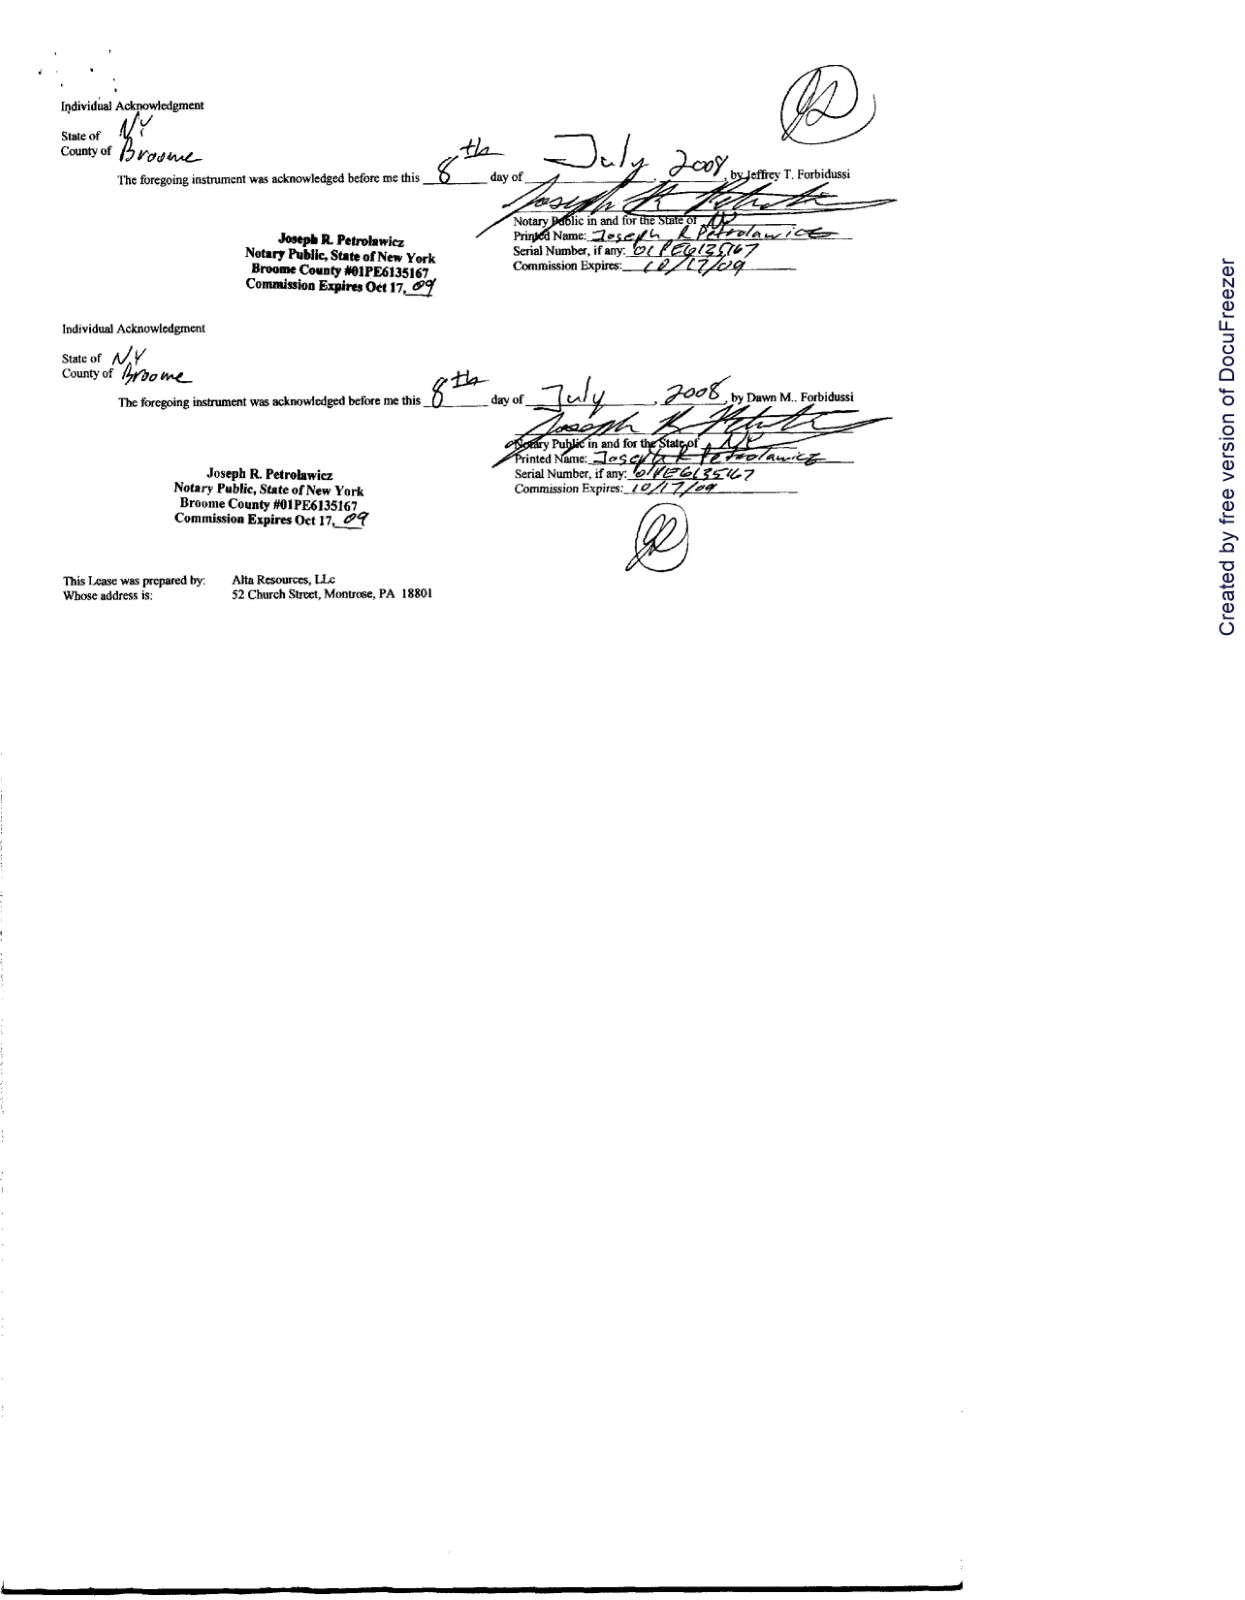 Individual Acknowledgment
State of NY
County of Broome
The foregoing instrument was acknowledged before me this 8th day of July, 2008, by Jeffrey T. Forbidussi
Notary Public in and for the State of NY
Printed Name: Joseph R Petrolawicz
Serial Number, if any: 01PE6135167
Commission Expires: 10/17/09
Joseph R. Petrolawicz
Notary Public, State of New York
Broome County #01PE6135167
Commission Expires Oct 17, 09
Individual Acknowledgment
State of N.Y
County of Broome
The foregoing instrument was acknowledged before me this 8th day of July, 2008, by Dawn M.. Forbidussi
Notary Public in and for the State of NY
Printed Name: Joseph R Petrolawicz
Serial Number, if any: 01PE6135167
Commission Expires: 10/17/09
Joseph R. Petrolawicz
Notary Public, State of New York
Broome County #01PE6135167
Commission Expires Oct 17, 09
This Lease was prepared by: Alta Resources, LLc
Whose address is: 52 Church Street, Montrose, PA 18801
Created by free version of DocuFreezer